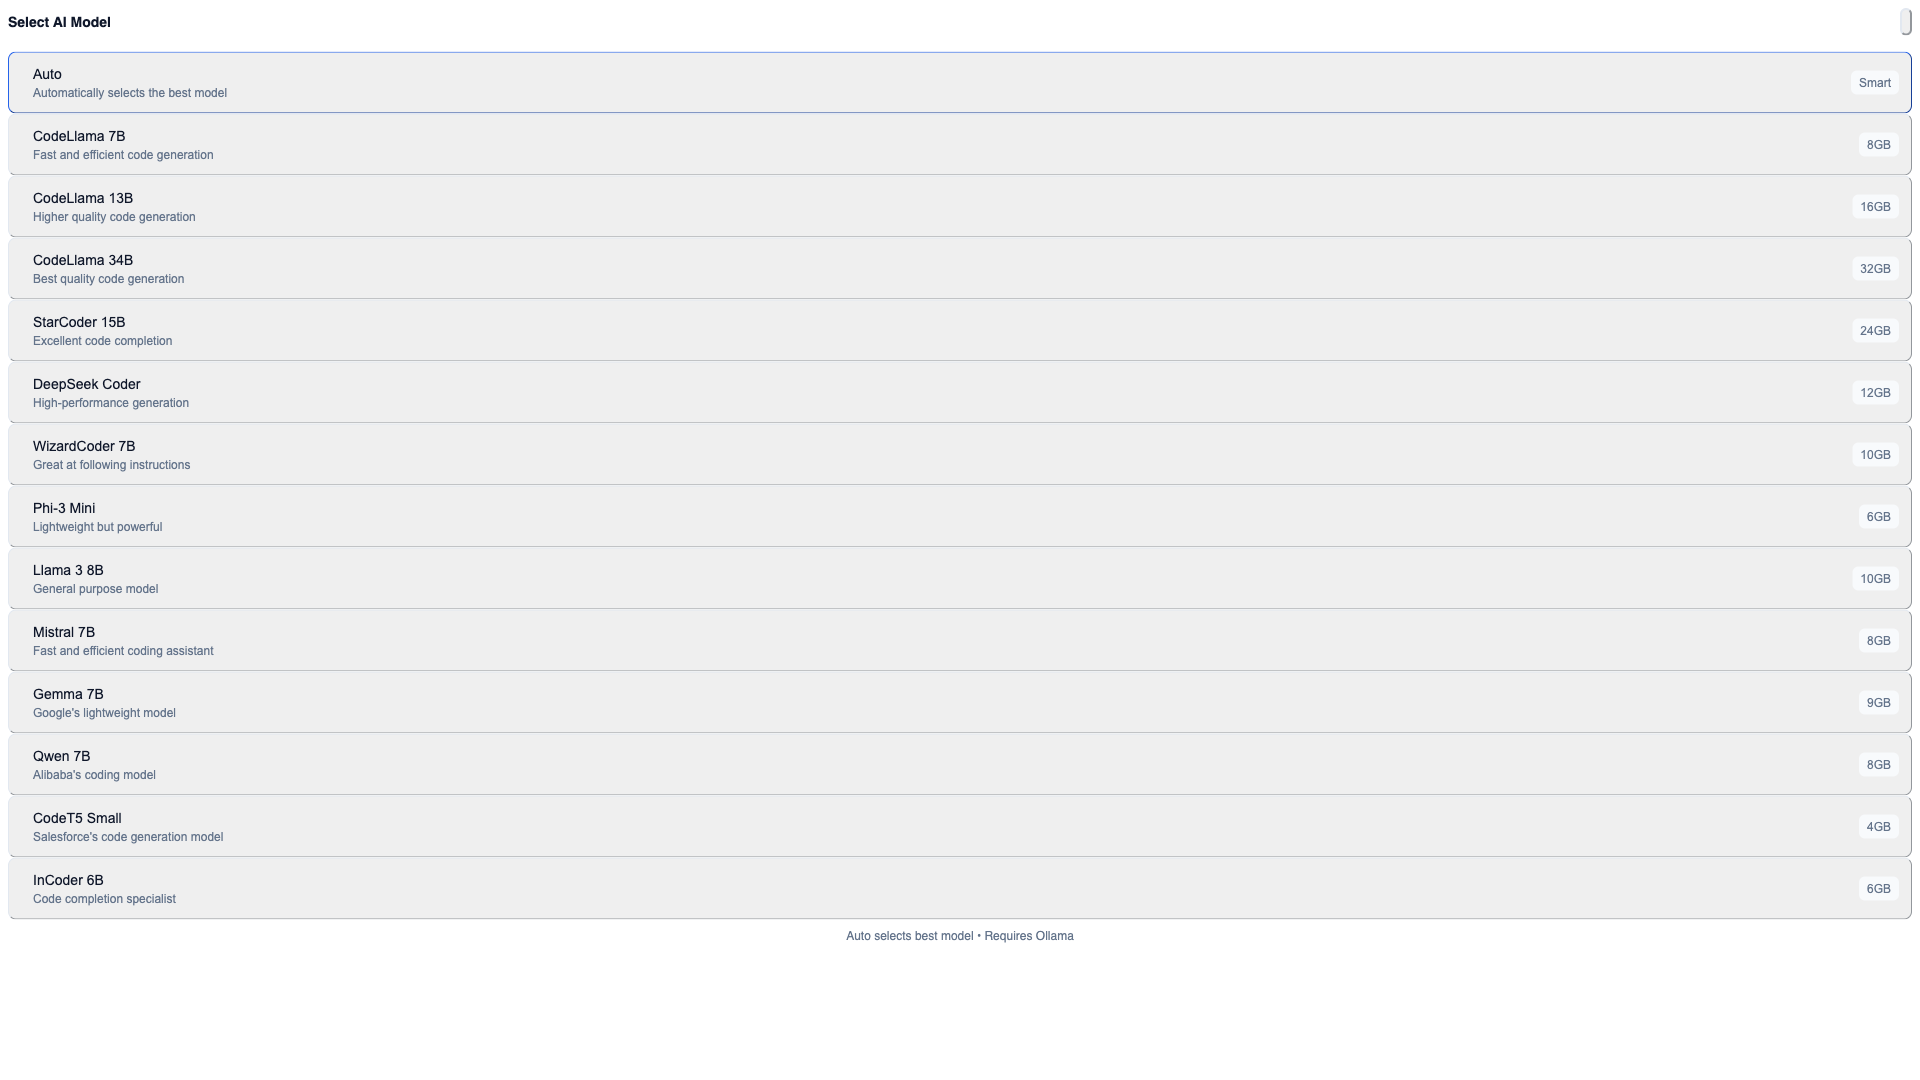 Select AI Model
Auto
Automatically selects the best model
Smart
CodeLlama 7B
Fast and efficient code generation
8GB
CodeLlama 13B
Higher quality code generation
16GB
CodeLlama 34B
Best quality code generation
32GB
StarCoder 15B
Excellent code completion
24GB
DeepSeek Coder
High-performance generation
12GB
WizardCoder 7B
Great at following instructions
10GB
Phi-3 Mini
Lightweight but powerful
6GB
Llama 3 8B
General purpose model
10GB
Mistral 7B
Fast and efficient coding assistant
8GB
Gemma 7B
Google's lightweight model
9GB
Qwen 7B
Alibaba's coding model
8GB
CodeT5 Small
Salesforce's code generation model
4GB
InCoder 6B
Code completion specialist
6GB
Auto selects best model • Requires Ollama